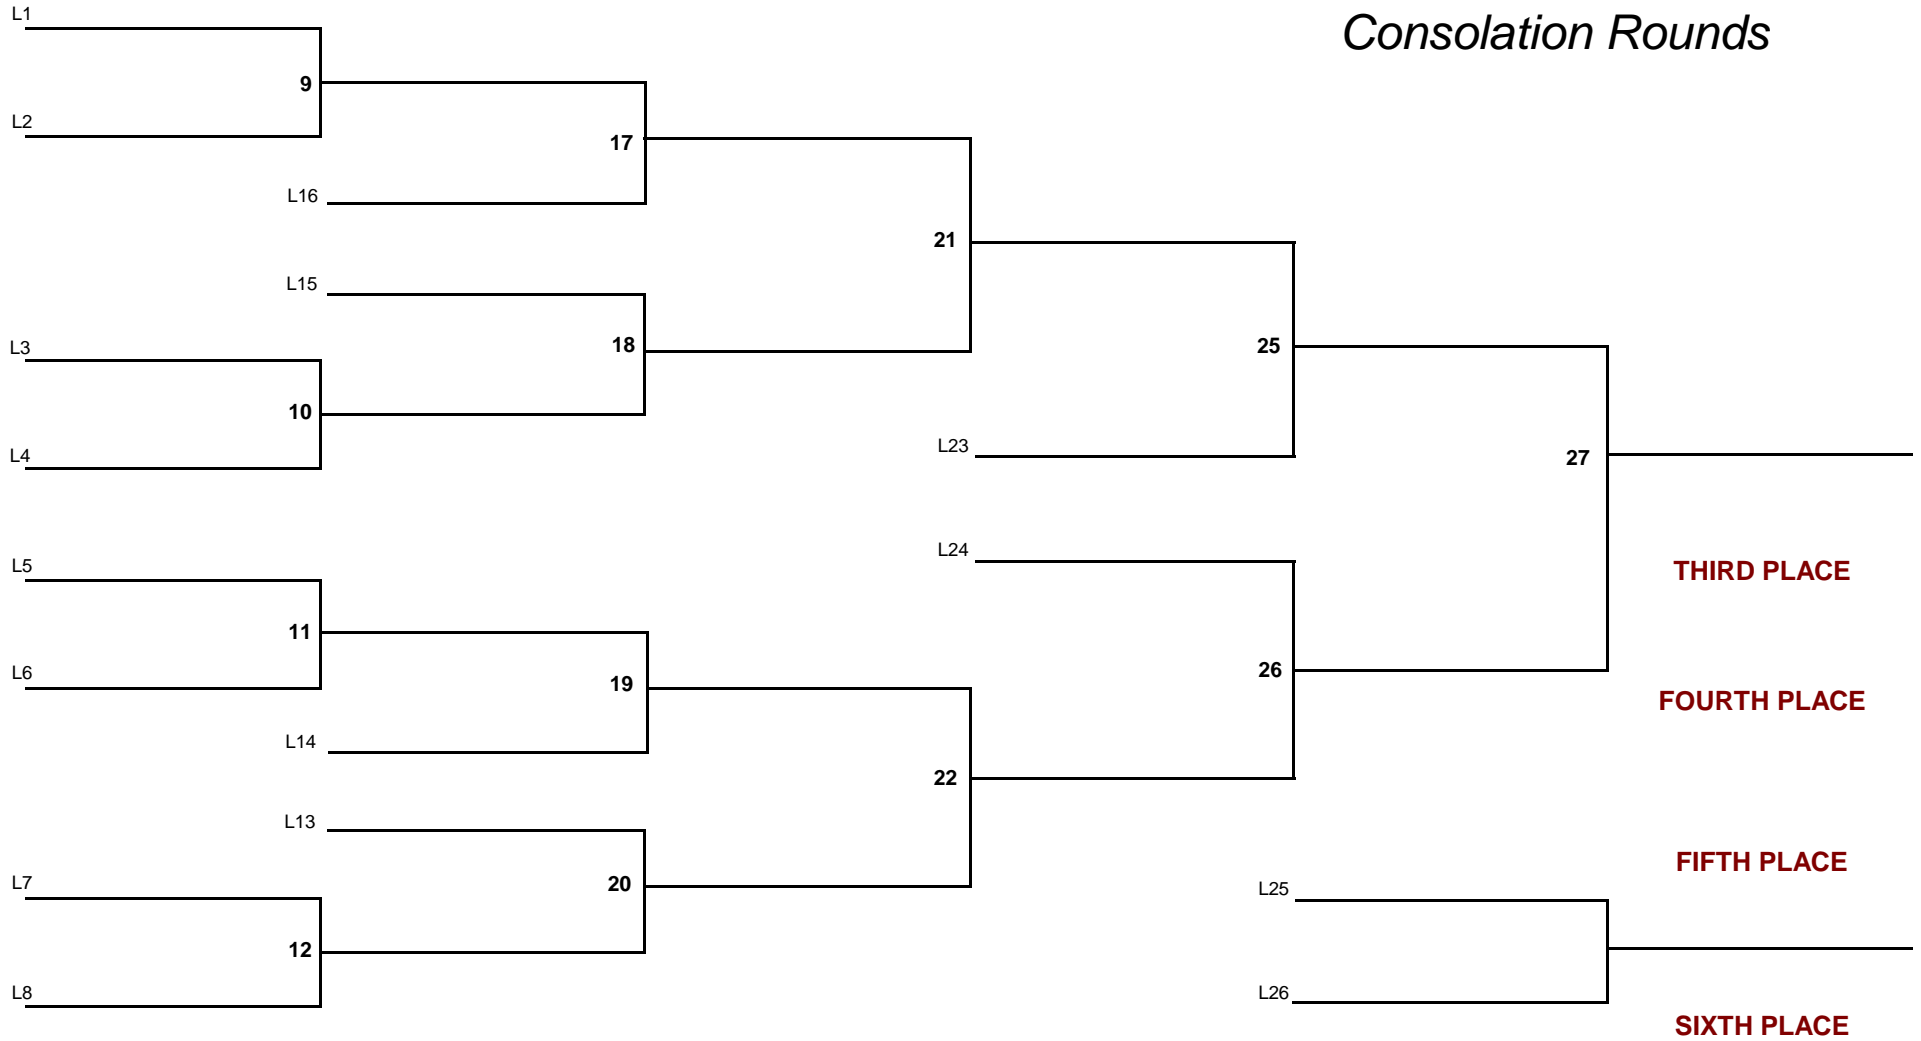 L1
Consolation Rounds
9
L2
17
L16
21
L15
L3
18
25
10
L23
L4
27
L24
L5
THIRD PLACE
11
L6
26
19
FOURTH PLACE
L14
22
L13
FIFTH PLACE
L7
20
L25
12
L8
L26
SIXTH PLACE